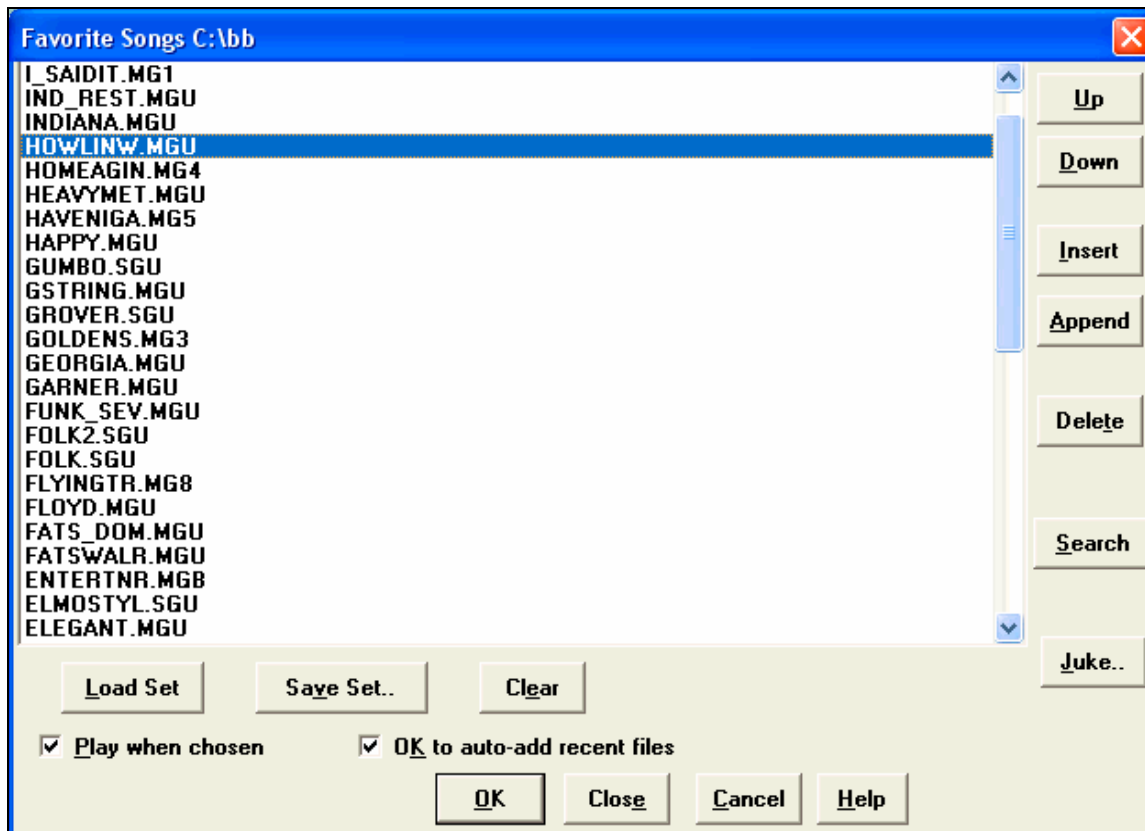 Favorite Songs C:\bb
I_SAIDIT.MG1
IND_REST.MGU
INDIANA.MGU
HOWLINW.MGU
HOMEAGIN.MG4
HEAVYMET.MGU
HAVENIGA.MG5
HAPPY.MGU
GUMBO.SGU
GSTRING.MGU
GROVER.SGU
GOLDENS.MG3
GEORGIA.MGU
GARNER.MGU
FUNK_SEV.MGU
FOLK2.SGU
FOLK.SGU
FLYINGTR.MG8
FLOYD.MGU
FATS_DOM.MGU
FATSWALR.MGU
ENTERTNR.MGB
ELMOSTYL.SGU
ELEGANT.MGU
Up
Down
Insert
Append
Delete
Search
Juke..
Load Set Save Set.. Clear
Play when chosen OK to auto-add recent files
OK Close Cancel Help